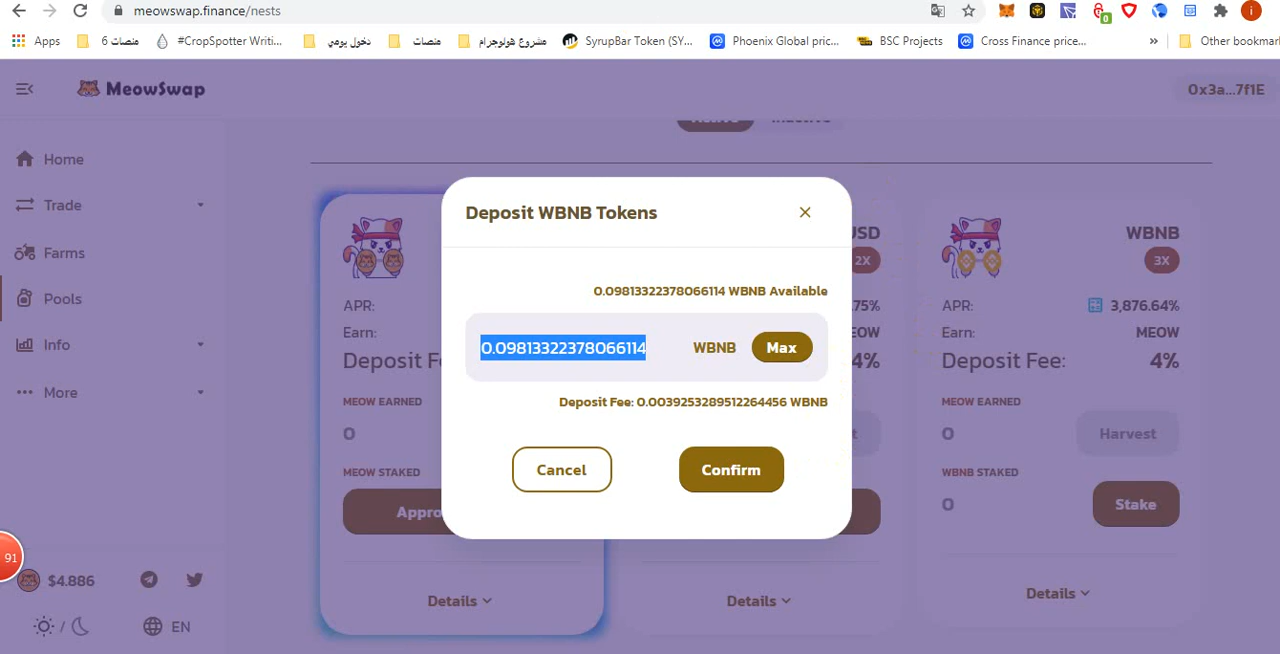 meowswap.finance/nests
Apps
منصات 6
#CropSpotter Writi...
دخول يومي
منصات
مشروع هولوجرام
SyrupBar Token (SY...
Phoenix Global pric...
BSC Projects
Cross Finance price...
»
Other bookmar
MeowSwap
0x3a...7f1E
Home
Trade
Farms
Pools
Info
More
91
$4.886
/
EN
APR:
Earn:
Deposit F
MEOW EARNED
0
MEOW STAKED
Appro
Details
Deposit WBNB Tokens
0.09813322378066114 WBNB Available
0.09813322378066114 WBNB Max
Deposit Fee: 0.0039253289512264456 WBNB
Cancel
Confirm
USD
2X
75%
EOW
4%
t
Details
WBNB
3X
APR: 3,876.64%
Earn: MEOW
Deposit Fee: 4%
MEOW EARNED
0 Harvest
WBNB STAKED
0 Stake
Details